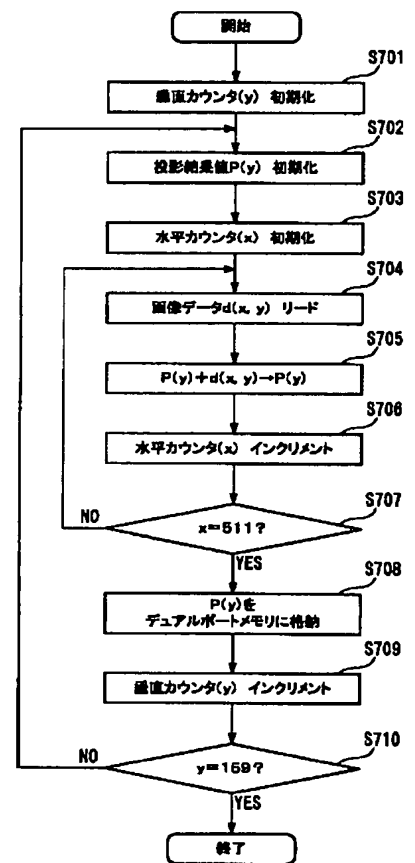 開始
S701
垂直カウンタ(y) 初期化
S702
投影結果値P(y) 初期化
S703
水平カウンタ(x) 初期化
S704
画像データd(x, y) リード
S705
P(y)+d(x, y)→P(y)
S706
水平カウンタ(x) インクリメント
S707
NO
x=511?
YES
S708
P(y)を
デュアルポートメモリに格納
S709
垂直カウンタ(y) インクリメント
S710
NO
y=159?
YES
終了